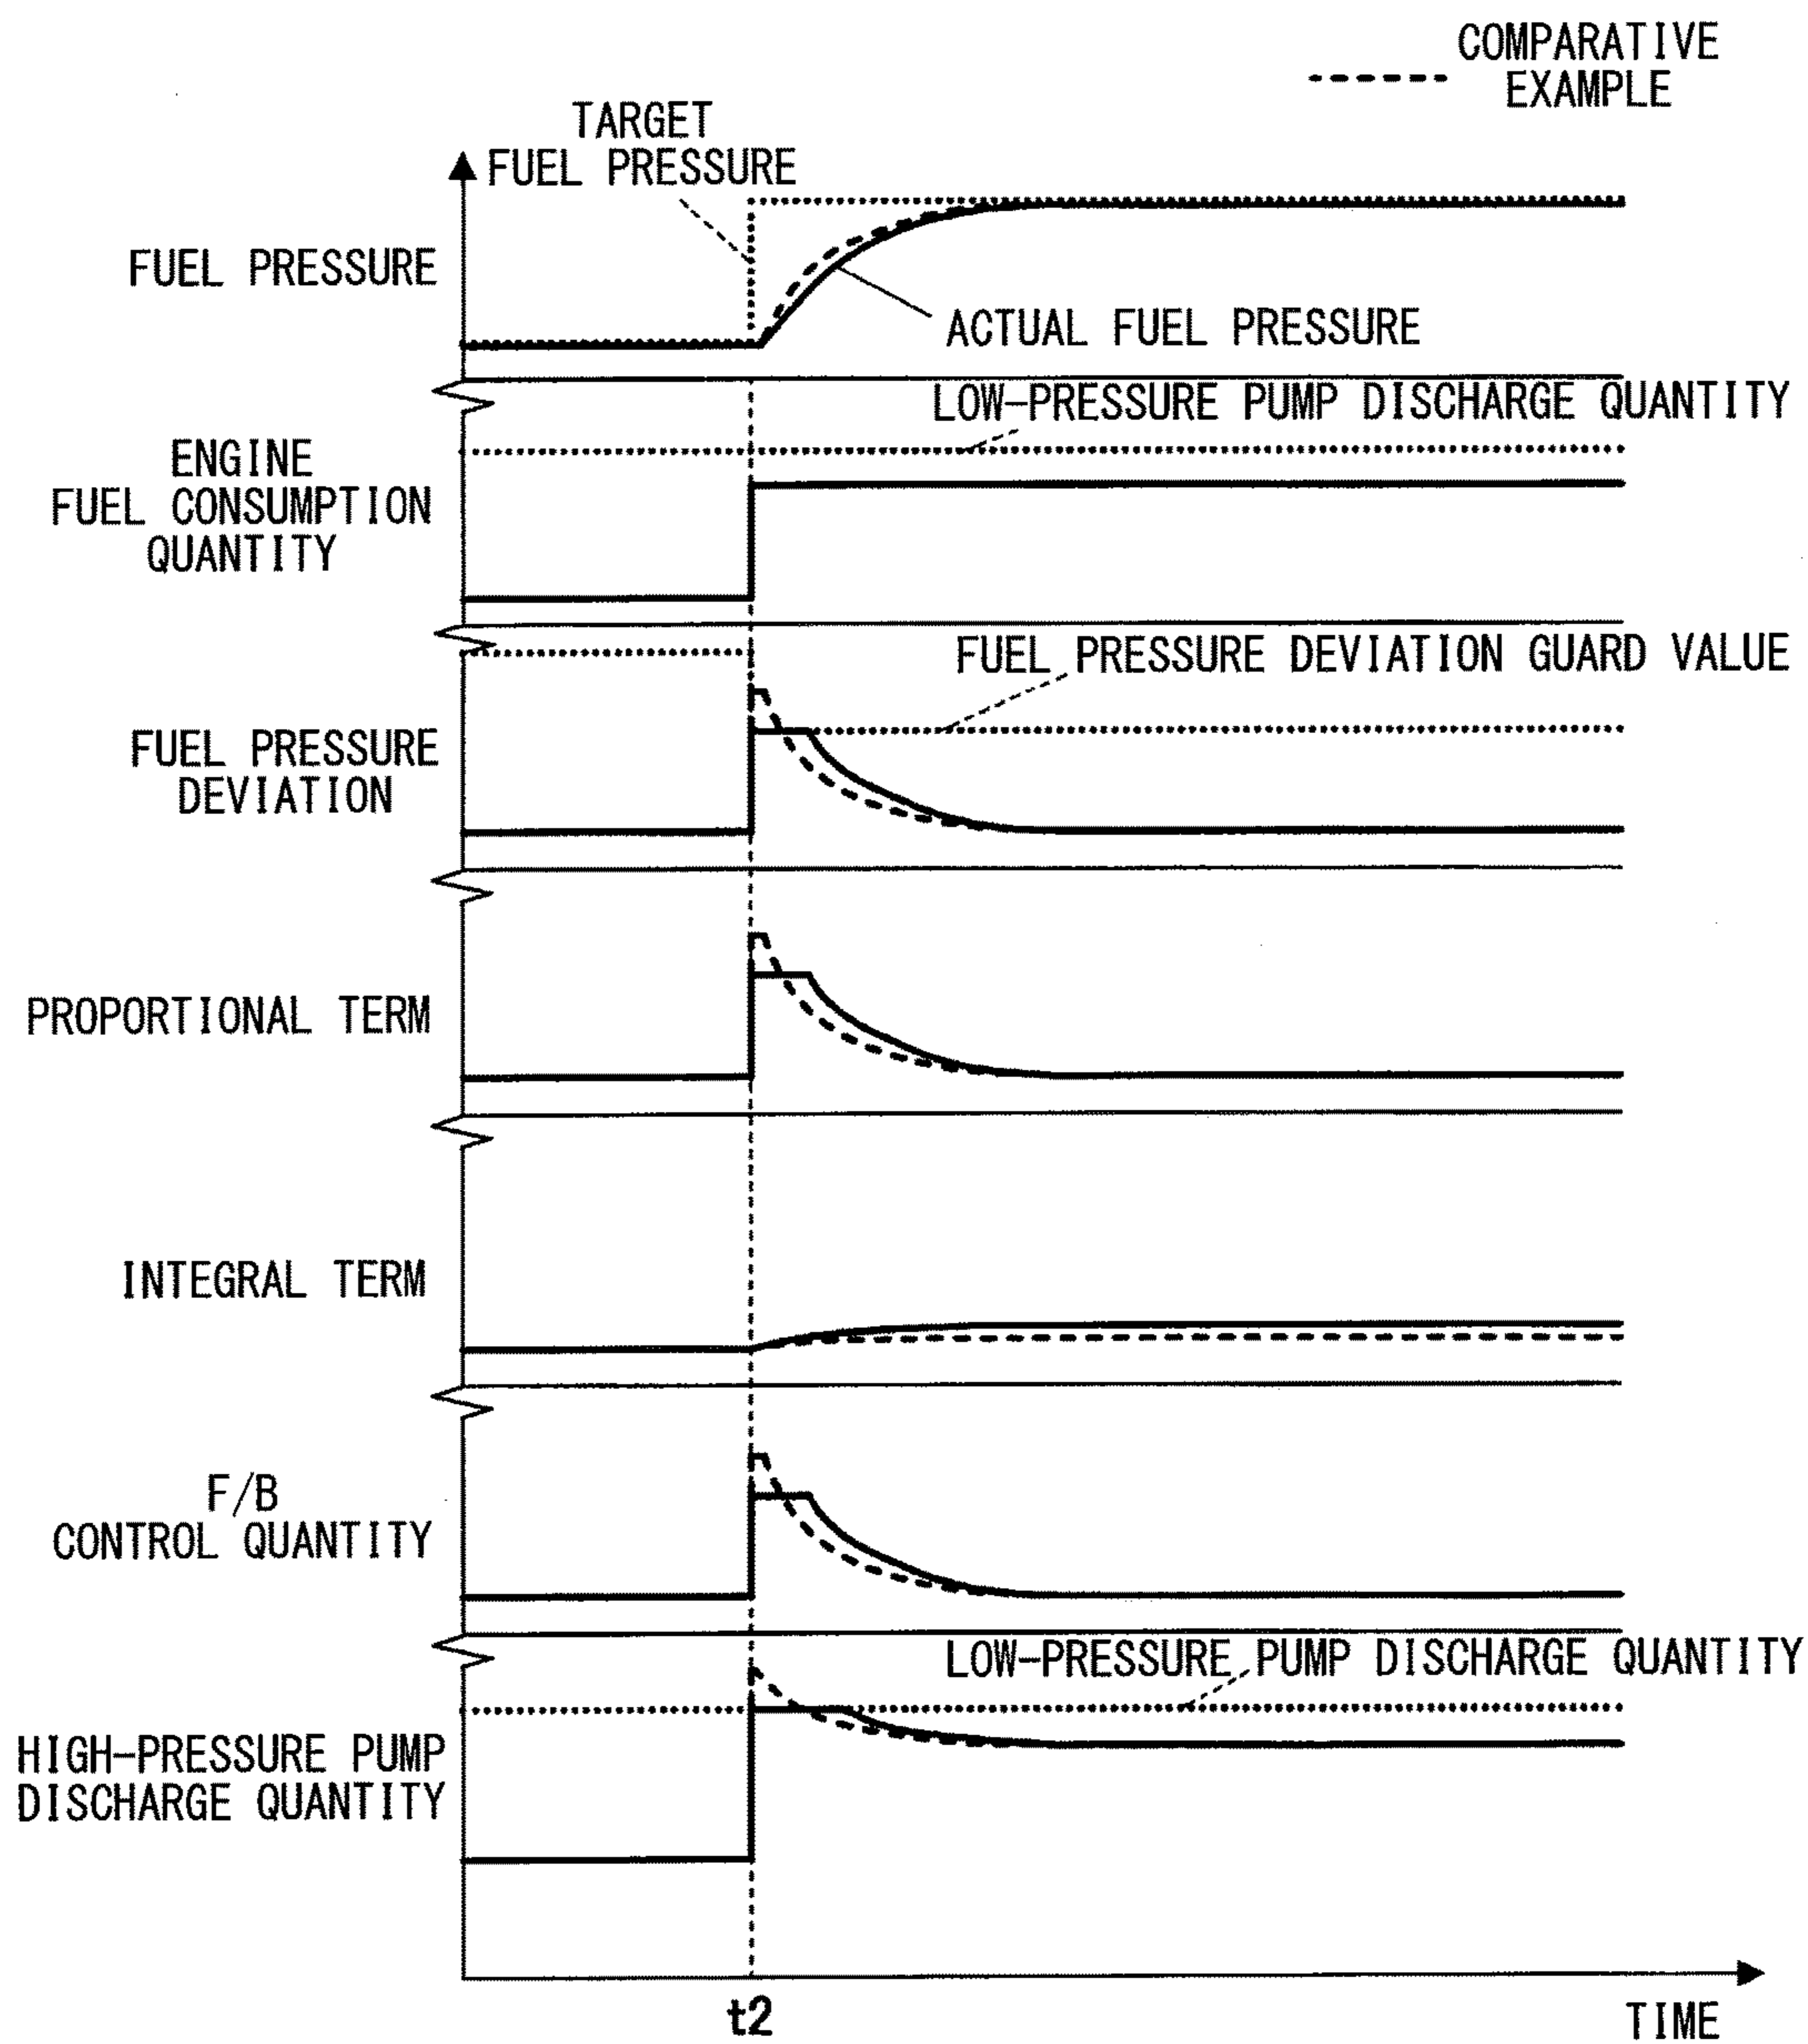 COMPARATIVE
EXAMPLE
TARGET
FUEL PRESSURE
FUEL PRESSURE
ACTUAL FUEL PRESSURE
LOW-PRESSURE PUMP DISCHARGE QUANTITY
ENGINE
FUEL CONSUMPTION
QUANTITY
FUEL PRESSURE DEVIATION GUARD VALUE
FUEL PRESSURE
DEVIATION
PROPORTIONAL TERM
INTEGRAL TERM
F/B
CONTROL QUANTITY
LOW-PRESSURE PUMP DISCHARGE QUANTITY
HIGH-PRESSURE PUMP
DISCHARGE QUANTITY
t2
TIME